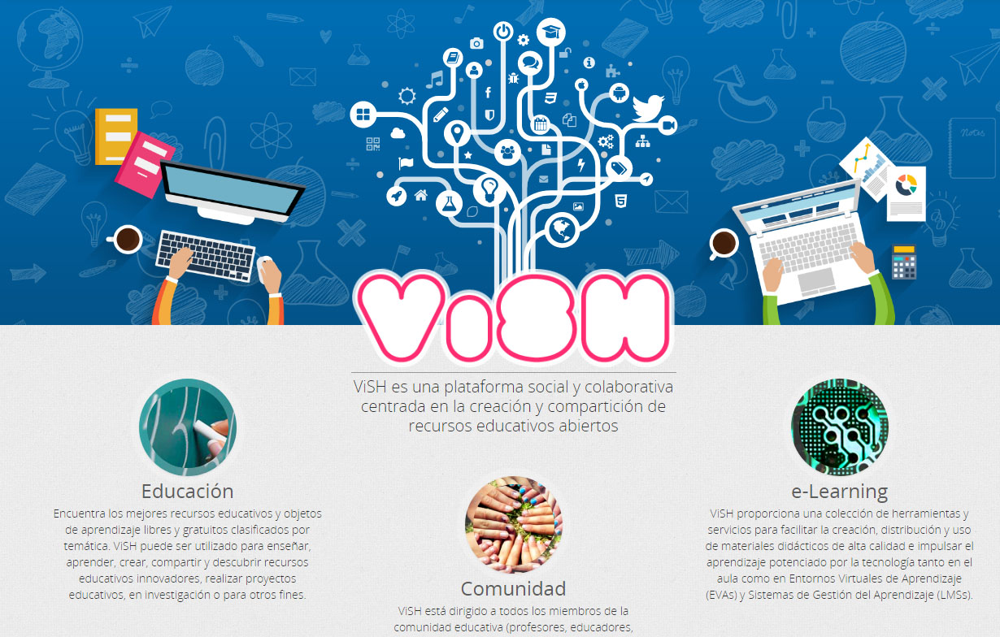 Notes
ViSH
ViSH es una plataforma social y colaborativa
centrada en la creación y compartición de
recursos educativos abiertos
Educación
Encuentra los mejores recursos educativos y objetos
de aprendizaje libres y gratuitos clasificados por
temática. ViSH puede ser utilizado para enseñar,
aprender, crear, compartir y descubrir recursos
educativos innovadores, realizar proyectos
educativos, en investigación o para otros fines.
Comunidad
ViSH está dirigido a todos los miembros de la
comunidad educativa (profesores, educadores,
e-Learning
ViSH proporciona una colección de herramientas y
servicios para facilitar la creación, distribución y uso
de materiales didácticos de alta calidad e impulsar el
aprendizaje potenciado por la tecnología tanto en el
aula como en Entornos Virtuales de Aprendizaje
(EVAs) y Sistemas de Gestión del Aprendizaje (LMSs).